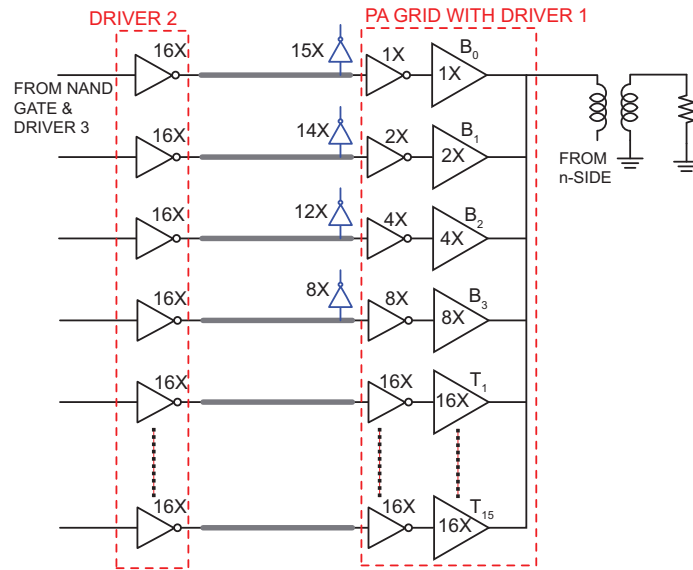 DRIVER 2
PA GRID WITH DRIVER 1
16X
15X
1X
1X
B0
FROM NAND
GATE &
DRIVER 3
16X
14X
2X
2X
B1
FROM
n-SIDE
16X
12X
4X
4X
B2
16X
8X
8X
8X
B3
16X
16X
16X
T1
16X
16X
16X
T15